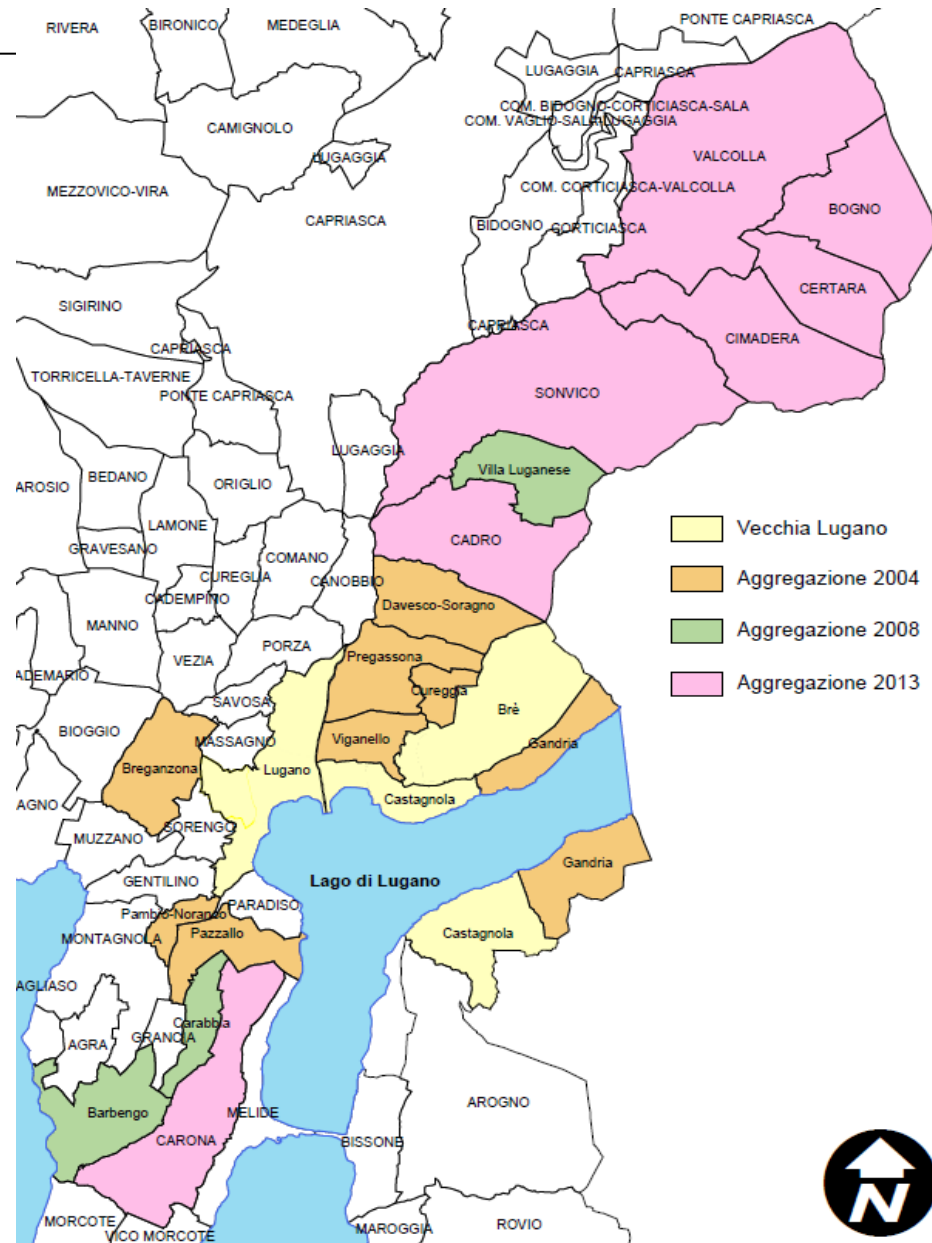 PONTE CAPRIASCA
RIVERA
BIRONICO
MEDEGLIA
LUGAGGIA
CAPRIASCA
COM. BIDOGNO-CORTICIASCA-SALA
COM. VAGLIO-SALA-LUGAGGIA
CAMIGNOLO
LUGAGGIA
VALCOLLA
MEZZOVICO-VIRA
COM. CORTICIASCA-VALCOLLA
BOGNO
CAPRIASCA
BIDOGNO
CORTICIASCA
CERTARA
SIGIRINO
CAPRIASCA
CIMADERA
CAPRIASCA
TORRICELLA-TAVERNE
PONTE CAPRIASCA
SONVICO
LUGAGGIA
Villa Luganese
BEDANO
ORIGLIO
AROSIO
LAMONE
Vecchia Lugano
CADRO
GRAVESANO
COMANO
CUREGLIA
CANOBBIO
Aggregazione 2004
CADEMPINO
Davesco-Soragno
MANNO
Aggregazione 2008
PORZA
Pregassona
VEZIA
ADEMARIO
Aggregazione 2013
Cureggia
SAVOSA
Brè
BIOGGIO
MASSAGNO
Viganello
Gandria
Breganzona
Lugano
Castagnola
AGNO
SORENGO
MUZZANO
Gandria
GENTILINO
Lago di Lugano
PARADISO
Pambio-Noranco
Pazzallo
Castagnola
MONTAGNOLA
AGLIASO
Carabbia
GRANCIA
AGRA
AROGNO
Barbengo
MELIDE
CARONA
BISSONE
MORCOTE
VICO MORCOTE
MAROGGIA
ROVIO
N